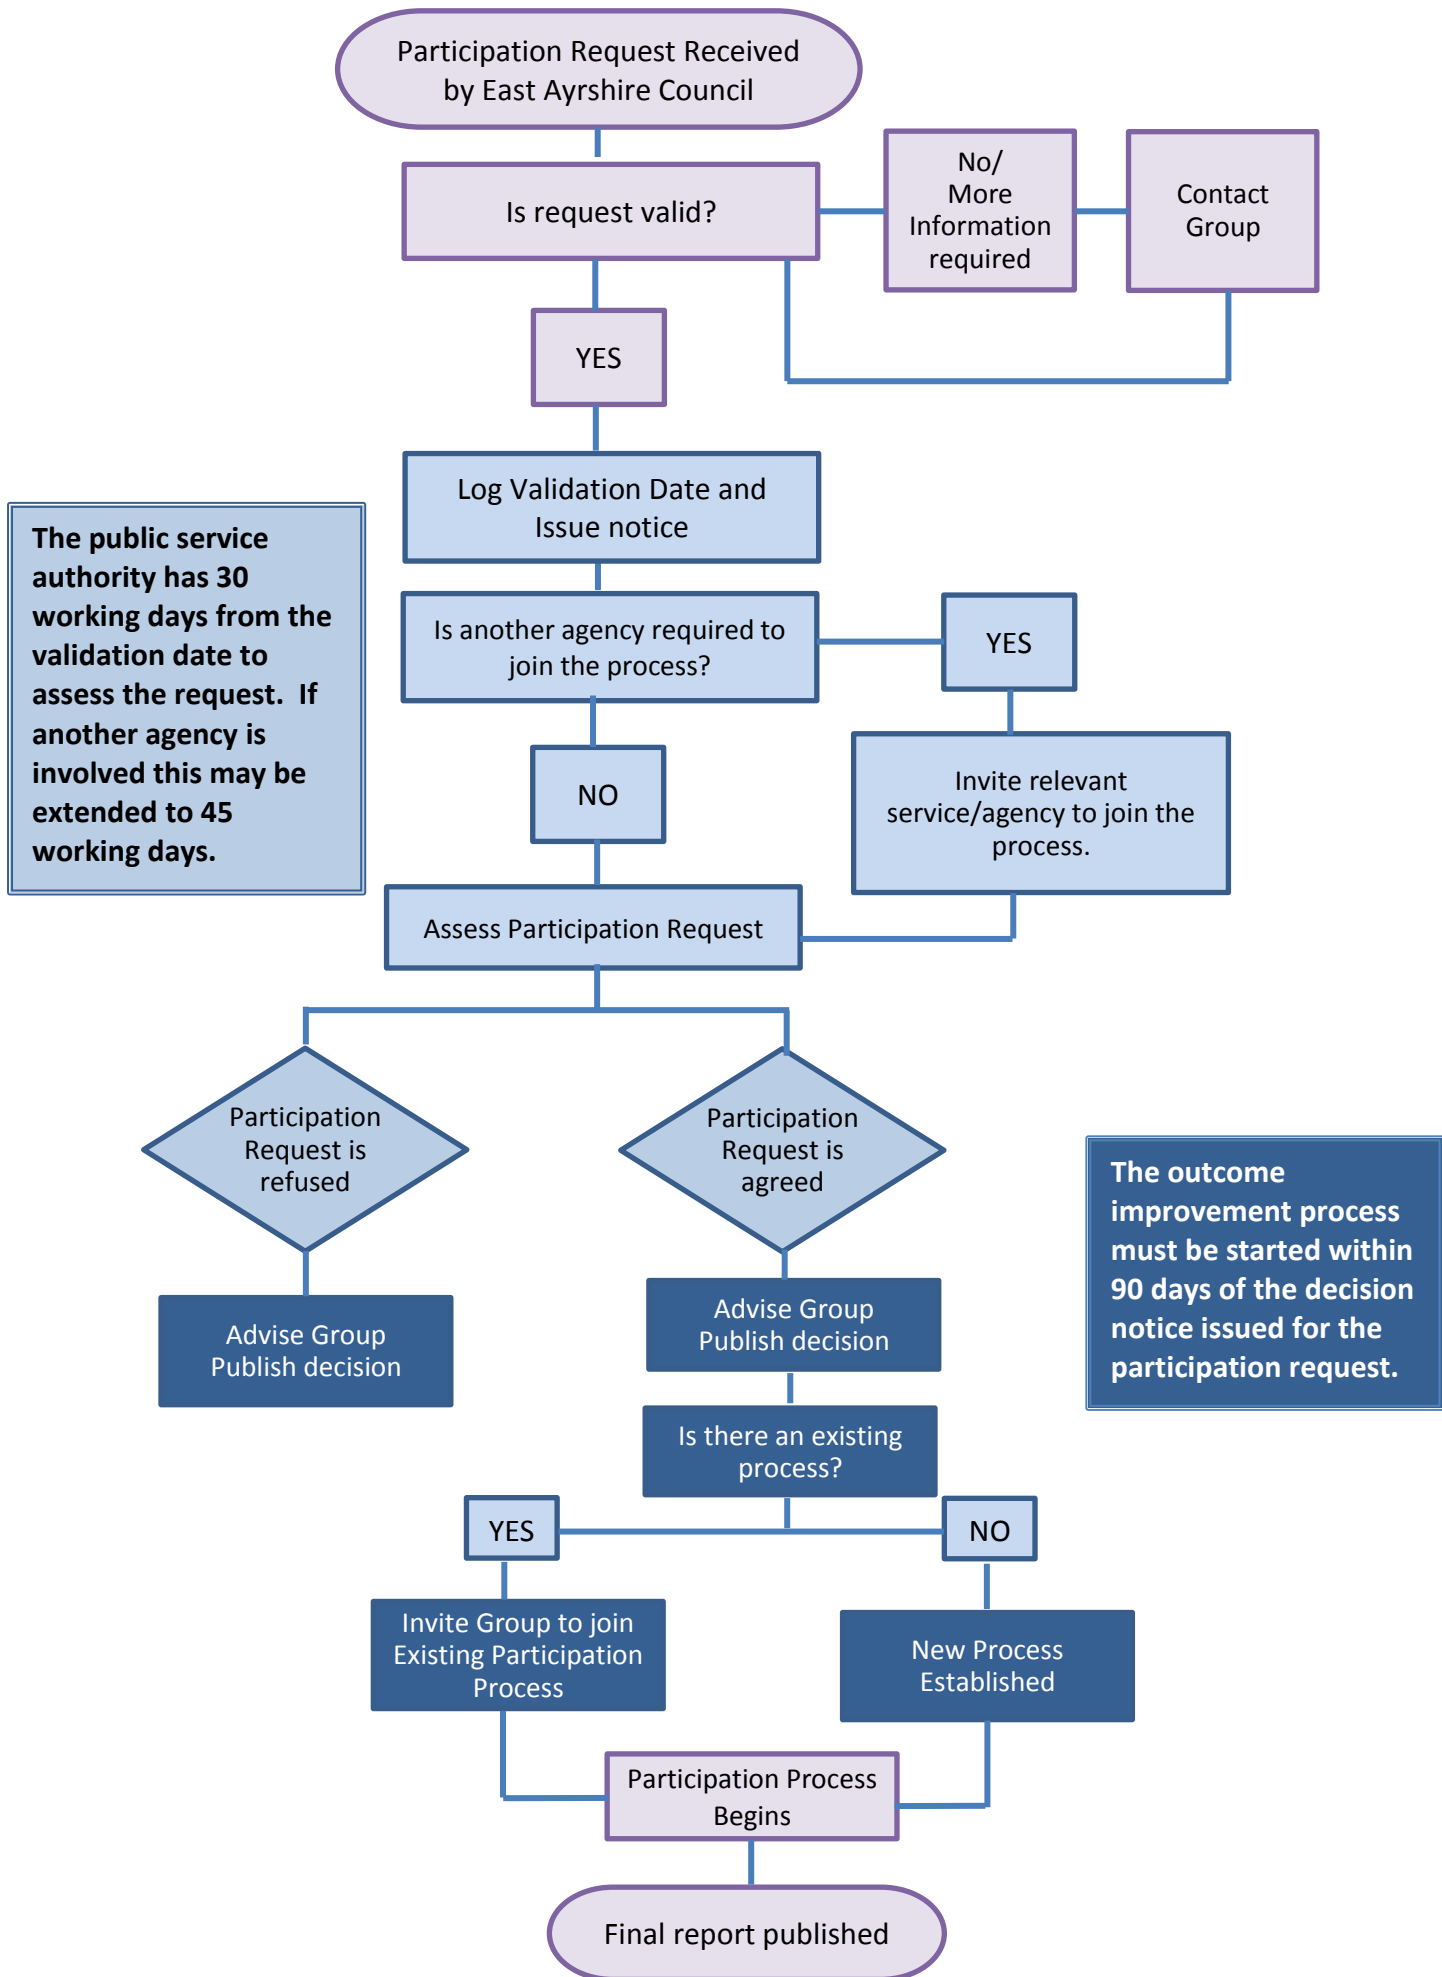 Participation Request Received
by East Ayrshire Council
Is request valid?
No/
More
Information
required
Contact
Group
YES
Log Validation Date and
Issue notice
The public service
authority has 30
working days from the
validation date to
assess the request.  If
another agency is
involved this may be
extended to 45
working days.
Is another agency required to
join the process?
YES
NO
Invite relevant
service/agency to join the
process.
Assess Participation Request
Participation
Request is
refused
Participation
Request is
agreed
The outcome
improvement process
must be started within
90 days of the decision
notice issued for the
participation request.
Advise Group
Publish decision
Advise Group
Publish decision
Is there an existing
process?
YES
NO
Invite Group to join
Existing Participation
Process
New Process
Established
Participation Process
Begins
Final report published